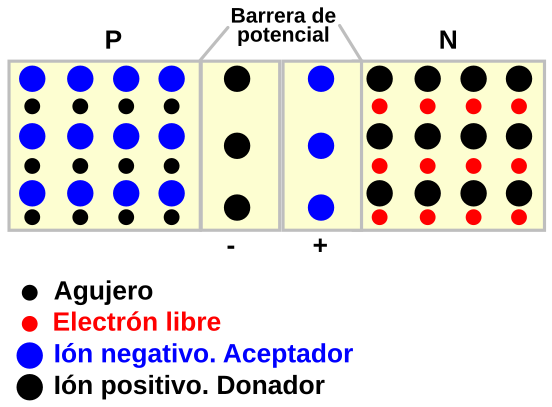 Barrera de
potencial
P
N
-
+
Agujero
Electrón libre
Ión negativo. Aceptador
Ión positivo. Donador